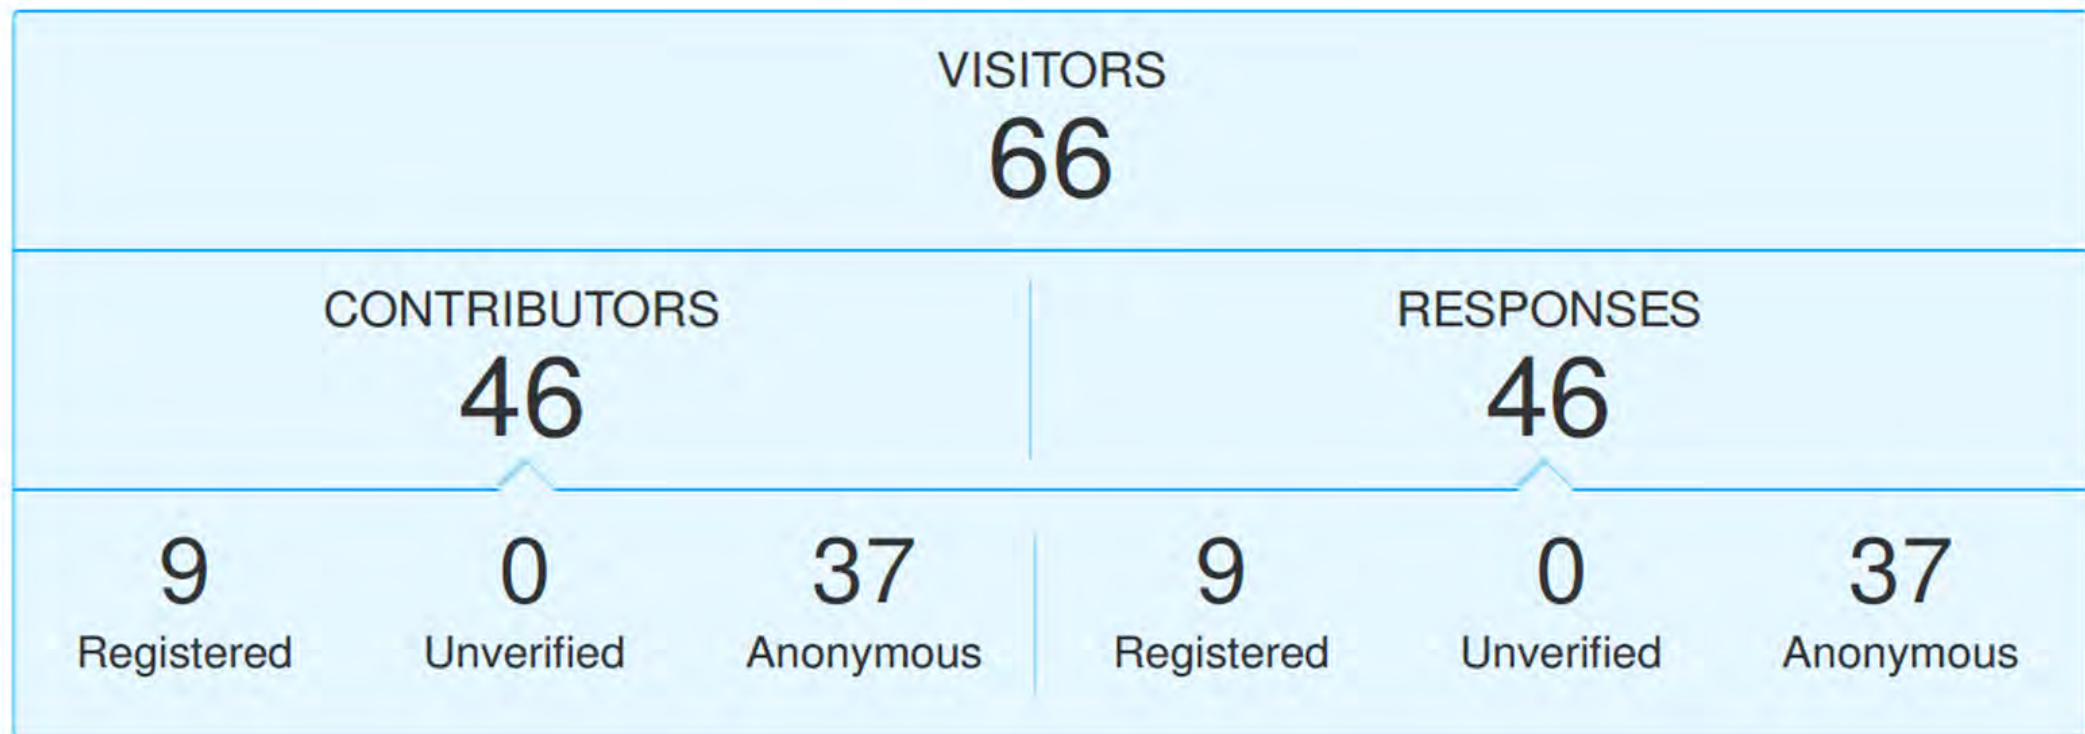 VISITORS
66
CONTRIBUTORS
RESPONSES
46
46
9
0
37
9
0
37
Registered
Unverified
Anonymous
Registered
Unverified
Anonymous